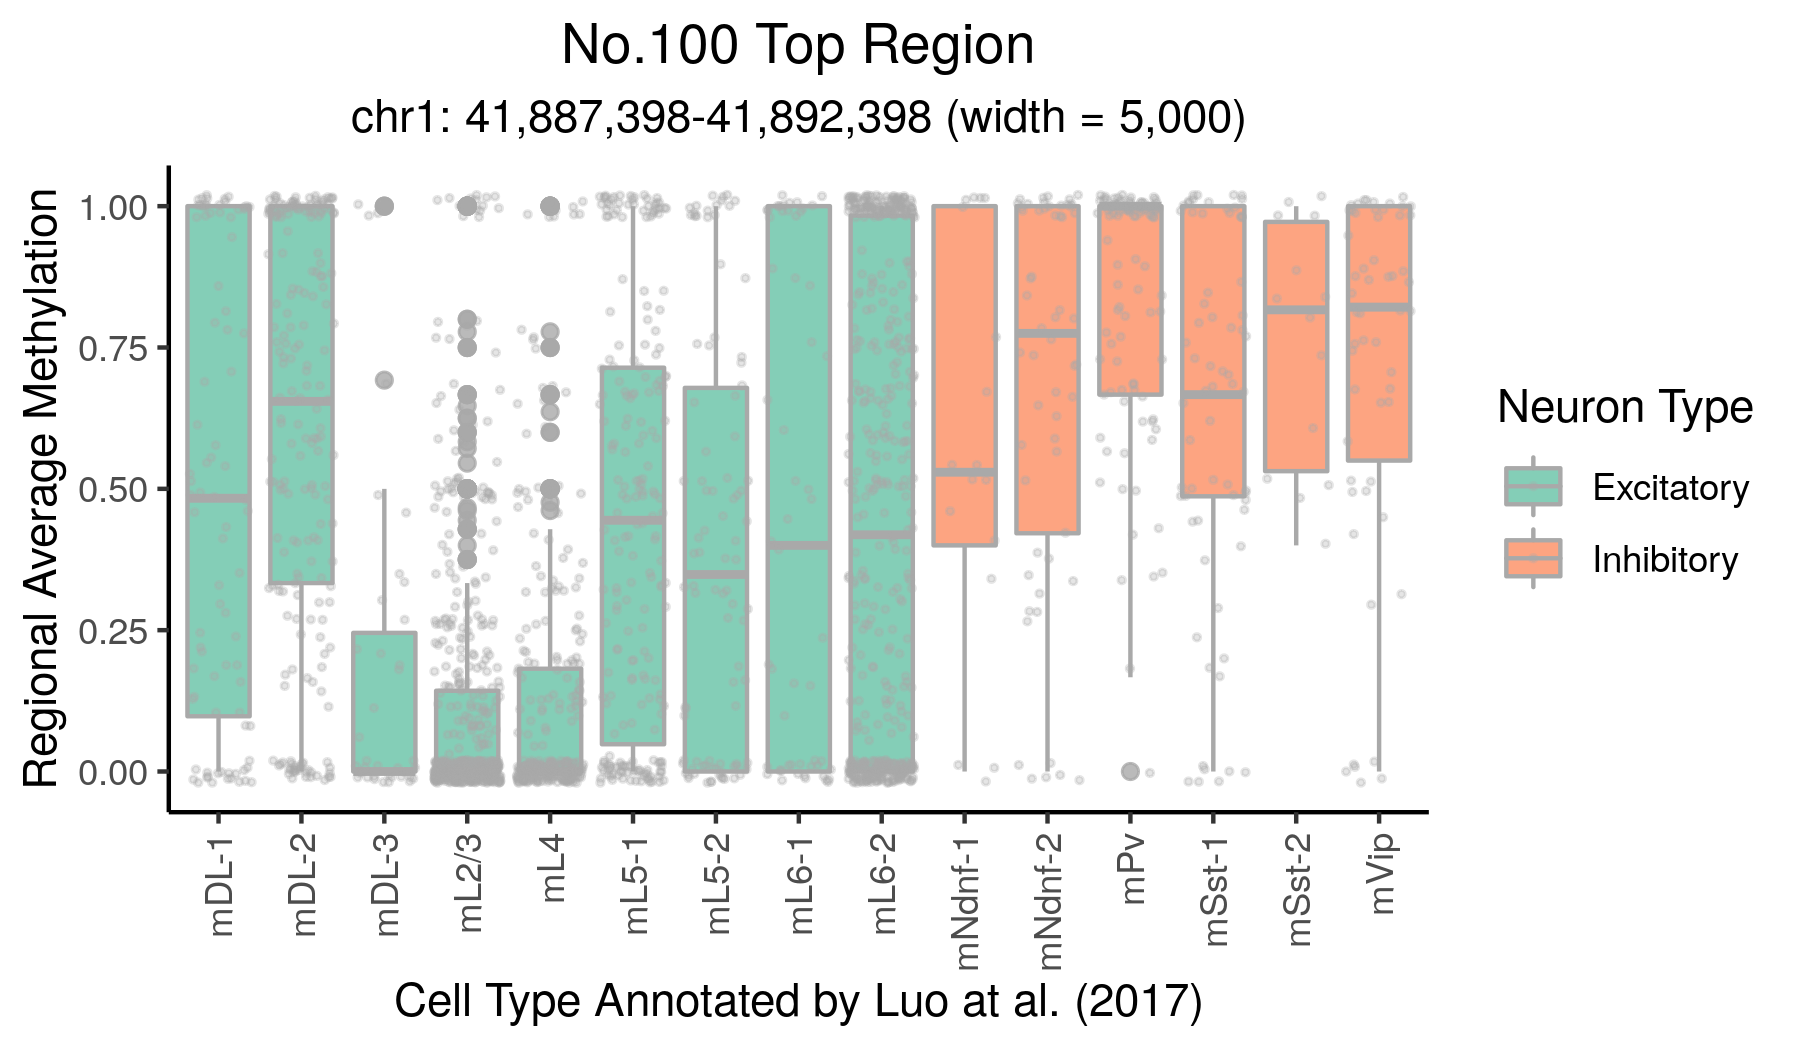 No.100 Top Region
chr1: 41,887,398-41,892,398 (width = 5,000)
Regional Average Methylation
1.00
0.75
0.50
0.25
0.00
mDL-1
mDL-2
mDL-3
mL2/3
mL4
mL5-1
mL5-2
mL6-1
mL6-2
mNdnf-1
mNdnf-2
mPv
mSst-1
mSst-2
mVip
Cell Type Annotated by Luo at al. (2017)
Neuron Type
Excitatory
Inhibitory